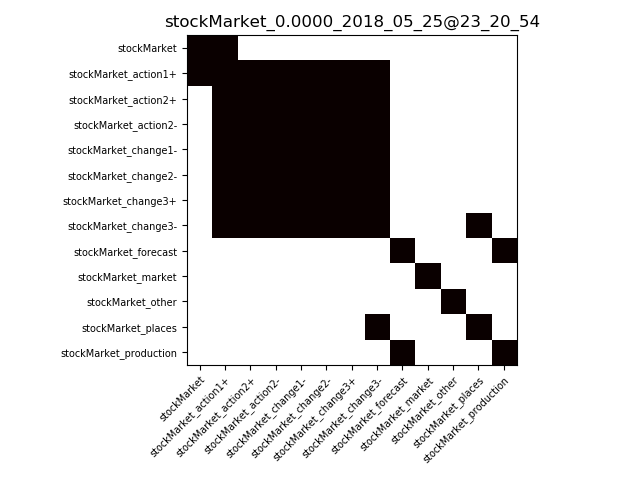 stockMarket_0.0000_2018_05_25@23_20_54
stockMarket
stockMarket_action1+
stockMarket_action2+
stockMarket_action2-
stockMarket_change1-
stockMarket_change2-
stockMarket_change3+
stockMarket_change3-
stockMarket_forecast
stockMarket_market
stockMarket_other
stockMarket_places
stockMarket_production
stockMarket
stockMarket_action1+
stockMarket_action2+
stockMarket_action2-
stockMarket_change1-
stockMarket_change2-
stockMarket_change3+
stockMarket_change3-
stockMarket_forecast
stockMarket_market
stockMarket_other
stockMarket_places
stockMarket_production